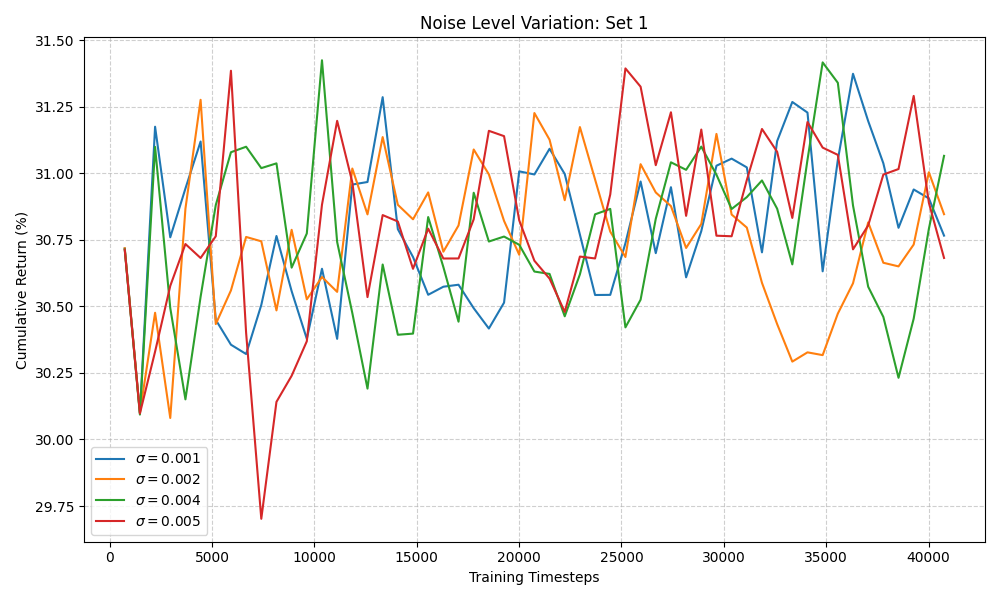 Noise Level Variation: Set 1
31.50
31.25
31.00
30.75
30.50
30.25
30.00
29.75
Cumulative Return (%)
σ = 0.001
σ = 0.002
σ = 0.004
σ = 0.005
0 5000 10000 15000 20000 25000 30000 35000 40000
Training Timesteps